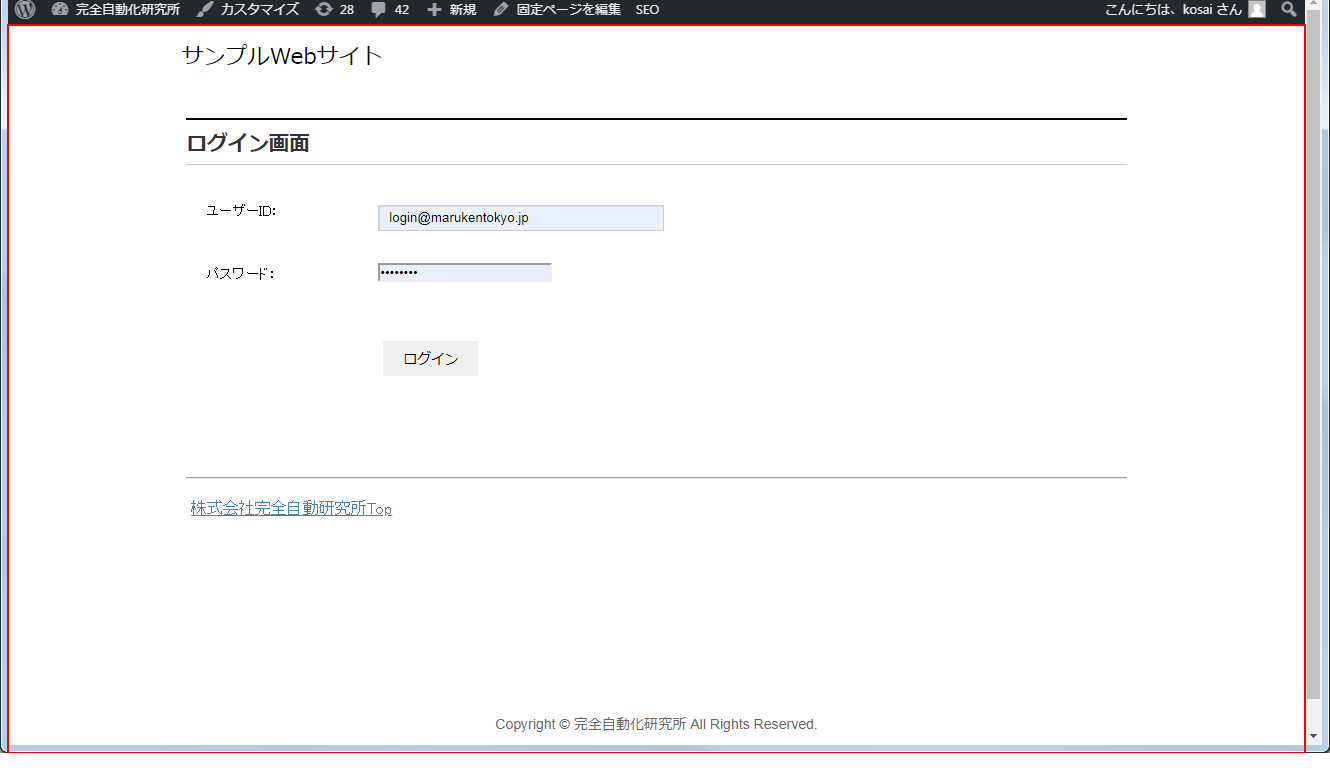 完全自動化研究所 カスタマイズ 28 42 新規 固定ページを編集 SEO こんにちは、kosai さん
サンプルWebサイト
ログイン画面
ユーザーID: login@marukentokyo.jp
パスワード: ••••••••
ログイン
株式会社完全自動研究所Top
Copyright © 完全自動化研究所 All Rights Reserved.